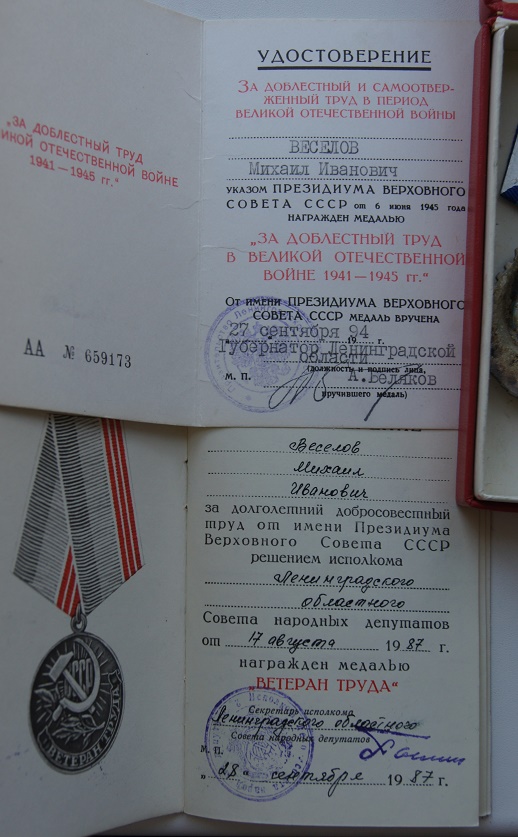 „ЗА ДОБЛЕСТНЫЙ ТРУД
ИКОЙ ОТЕЧЕСТВЕННОЙ ВОЙНЕ
1941—1945 гг.“
АА № 659173
УДОСТОВЕРЕНИЕ
ЗА ДОБЛЕСТНЫЙ И САМООТВЕР-
ЖЕННЫЙ ТРУД В ПЕРИОД
ВЕЛИКОЙ ОТЕЧЕСТВЕННОЙ ВОЙНЫ
ВЕСЕЛОВ
Михаил Иванович
УКАЗОМ ПРЕЗИДИУМА ВЕРХОВНОГО
СОВЕТА СССР от 6 июня 1945 года
НАГРАЖДЕН МЕДАЛЬЮ
„ЗА ДОБЛЕСТНЫЙ ТРУД
В ВЕЛИКОЙ ОТЕЧЕСТВЕННОЙ
ВОЙНЕ 1941—1945 гг.“
ОТ ИМЕНИ ПРЕЗИДИУМА ВЕРХОВНОГО
СОВЕТА СССР МЕДАЛЬ ВРУЧЕНА
27 сентября 94
19 г.
Губернатор Ленинградской
области
(должность и подпись лица,
М. П. А.Беляков
вручившего медаль)
Веселов
Михаил
Иванович
за долголетний добросовестный
труд от имени Президиума
Верховного Совета СССР
решением исполкома
Ленинградского
областного
Совета народных депутатов
от 17 августа 1987 г.
награжден медалью
„ВЕТЕРАН ТРУДА“
Секретарь исполкома
Ленинградского областного
Совета народных депутатов
М. П.
„28“ сентября 1987 г.
СССР
ВЕТЕРАН ТРУДА